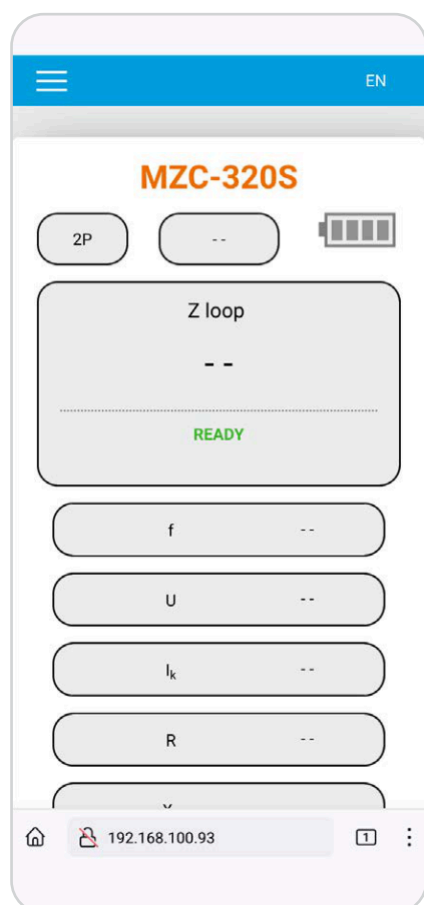 EN
MZC-320S
2P
--
Z loop
--
READY
f --
U --
Iₖ --
R --
192.168.100.93
1